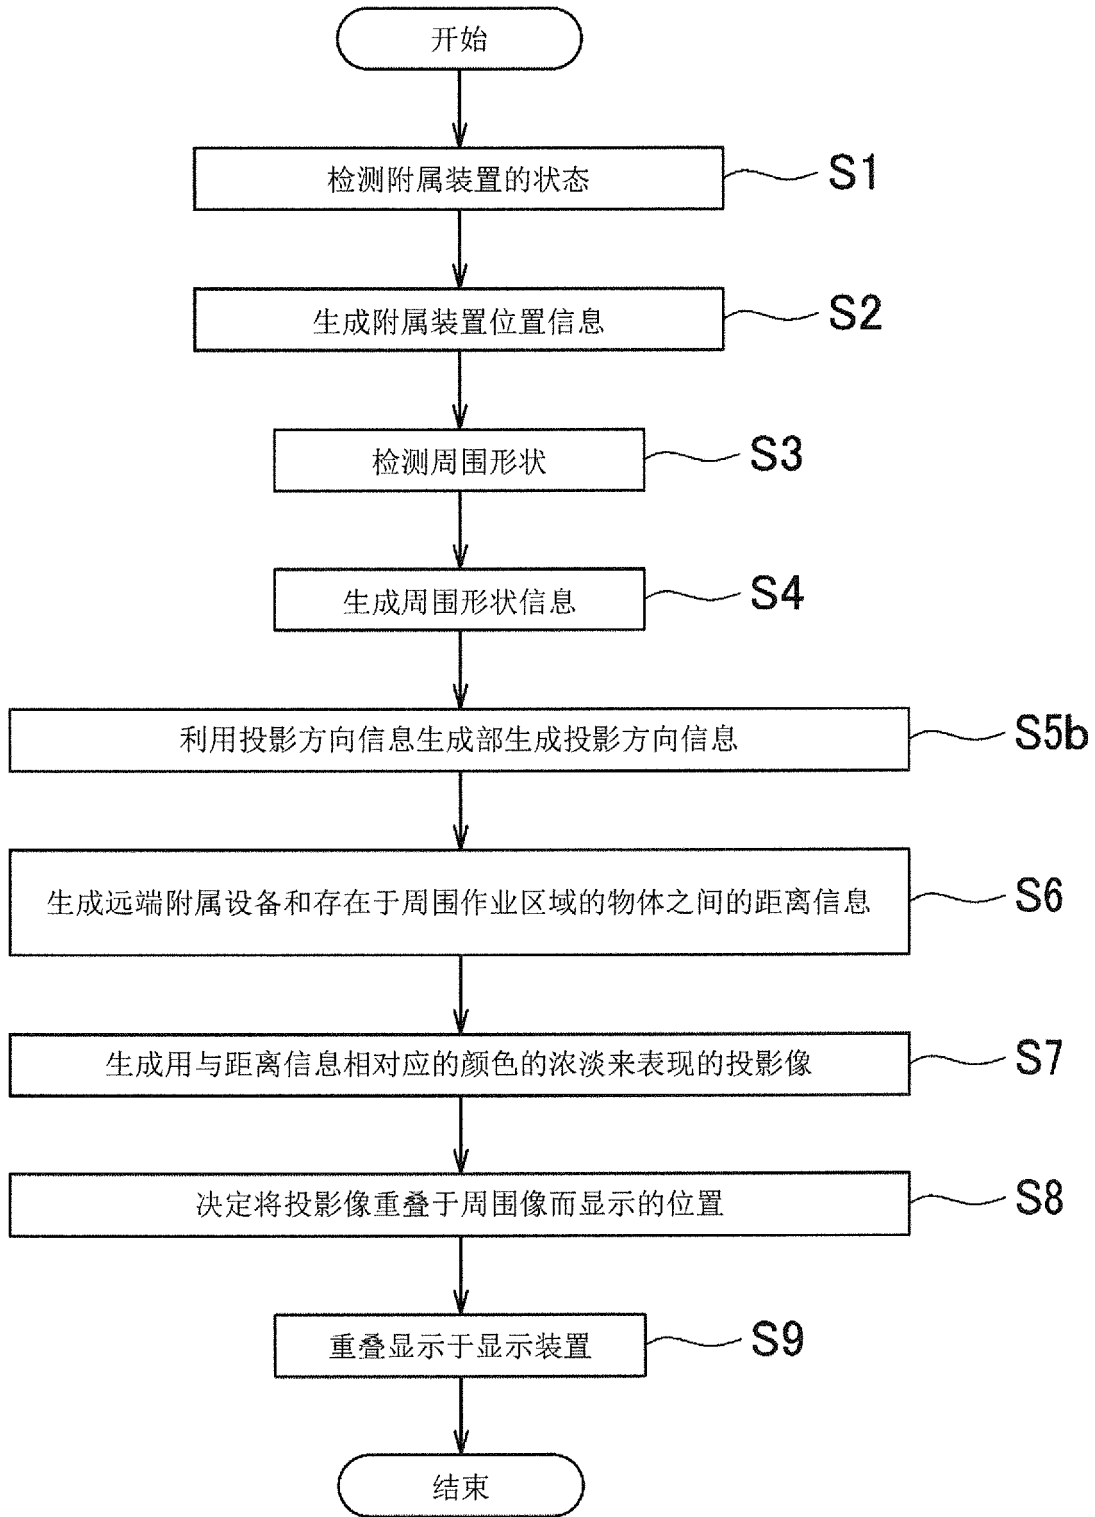 开始
检测附属装置的状态
S1
生成附属装置位置信息
S2
检测周围形状
S3
生成周围形状信息
S4
利用投影方向信息生成部生成投影方向信息
S5b
生成远端附属设备和存在于周围作业区域的物体之间的距离信息
S6
生成用与距离信息相对应的颜色的浓淡来表现的投影像
S7
决定将投影像重叠于周围像而显示的位置
S8
重叠显示于显示装置
S9
结束